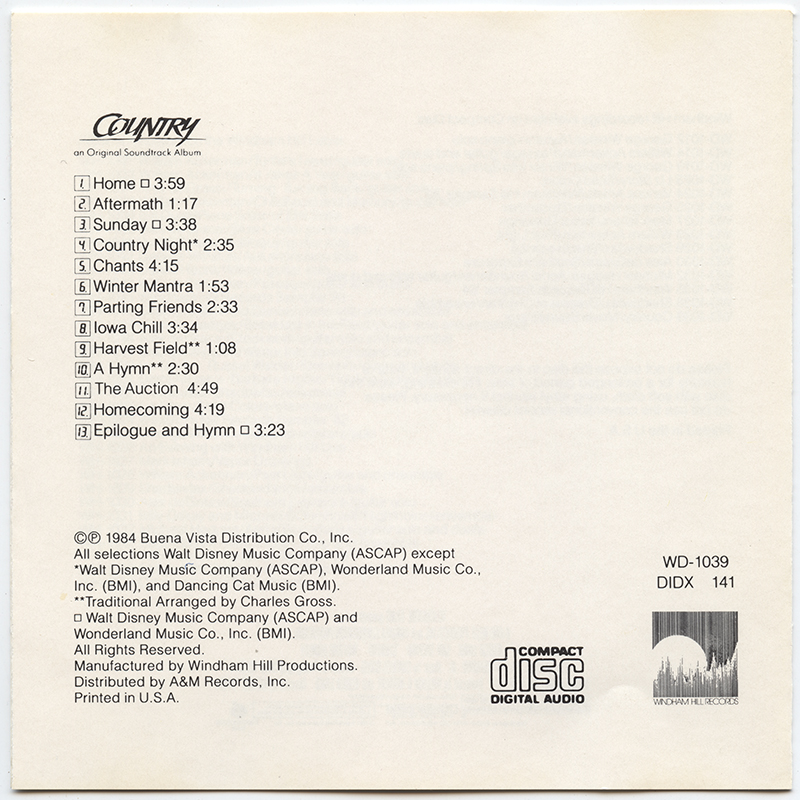 COUNTRY
an Original Soundtrack Album
1. Home □ 3:59
2. Aftermath 1:17
3. Sunday □ 3:38
4. Country Night* 2:35
5. Chants 4:15
6. Winter Mantra 1:53
7. Parting Friends 2:33
8. Iowa Chill 3:34
9. Harvest Field** 1:08
10. A Hymn** 2:30
11. The Auction 4:49
12. Homecoming 4:19
13. Epilogue and Hymn □ 3:23
©℗ 1984 Buena Vista Distribution Co., Inc.
All selections Walt Disney Music Company (ASCAP) except
*Walt Disney Music Company (ASCAP), Wonderland Music Co.,
Inc. (BMI), and Dancing Cat Music (BMI).
**Traditional Arranged by Charles Gross.
□ Walt Disney Music Company (ASCAP) and
Wonderland Music Co., Inc. (BMI).
All Rights Reserved.
Manufactured by Windham Hill Productions.
Distributed by A&M Records, Inc.
Printed in U.S.A.
COMPACT
disc
DIGITAL AUDIO
WD-1039
DIDX 141
WINDHAM HILL RECORDS